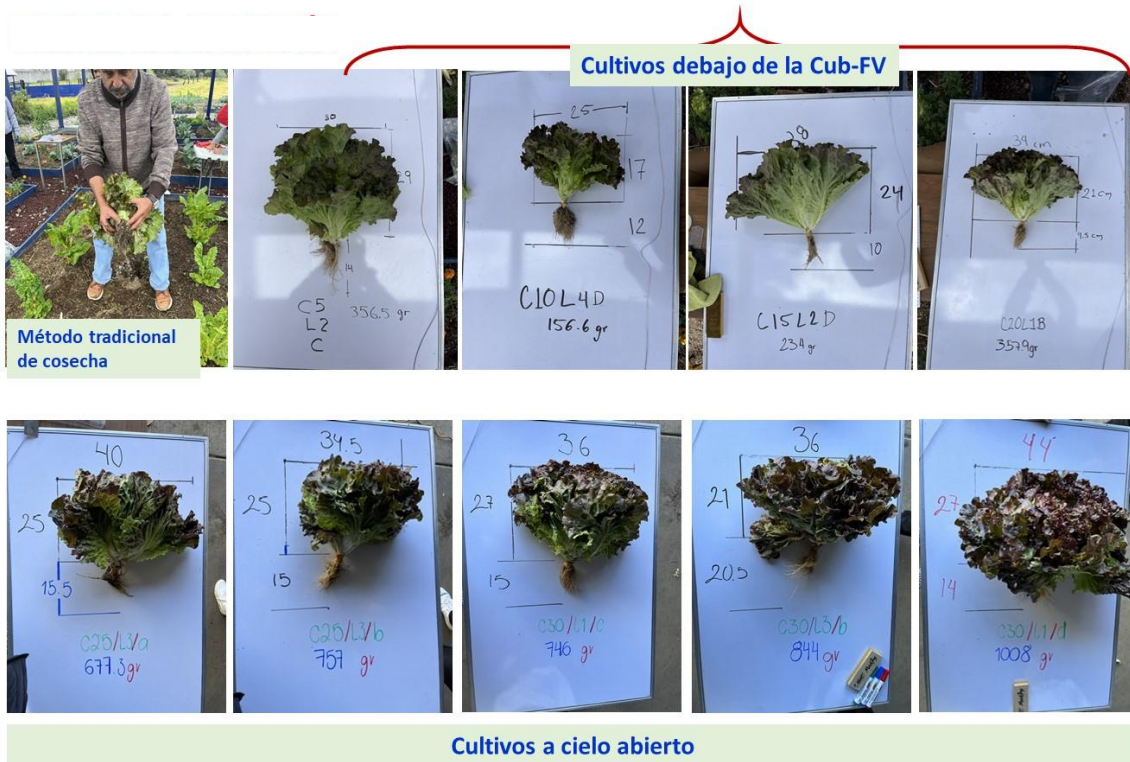 Cultivos debajo de la Cub-FV
Método tradicional
de cosecha
30
29
14
C5
L2
C
356.5 gr
25
17
12
C10L4D
156.6 gr
24
10
C15L2D
234 gr
39 cm
21 cm
9.5 cm
C20L1B
357.9 gr
40
25
15.5
C25/L3/a
677.3 gr
34.5
25
15
C25/L3/b
757 gr
36
27
15
C30/L1/c
746 gr
36
21
20.5
C30/L3/b
844 gr
44
27
14
C30/L1/d
1008 gr
Cultivos a cielo abierto